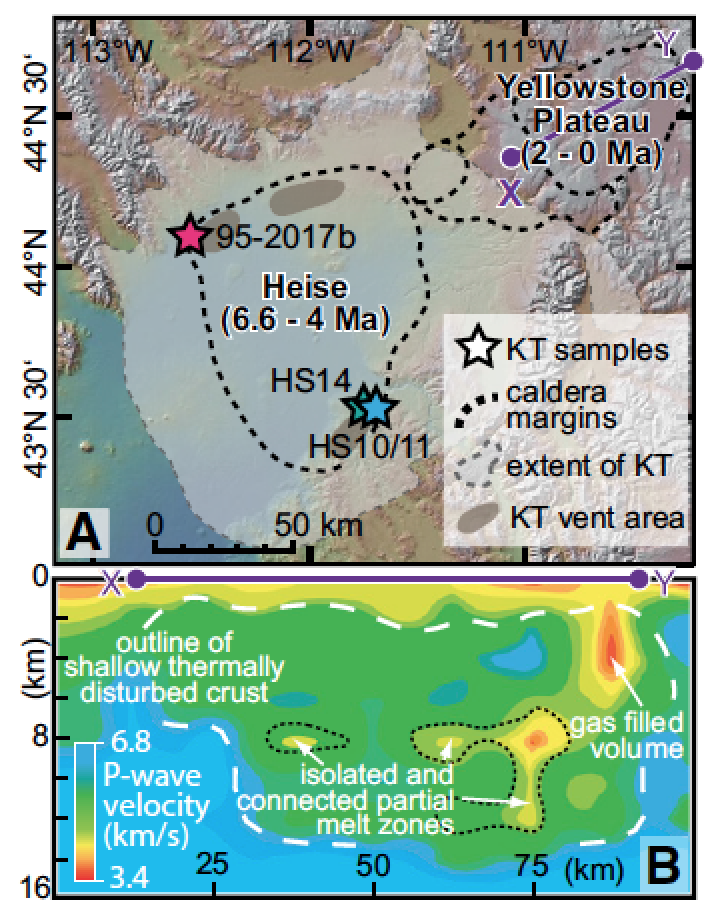 113°W
112°W
111°W
Y
44°N 30'
44°N
43°N 30'
Yellowstone
Plateau
(2 - 0 Ma)
X
95-2017b
Heise
(6.6 - 4 Ma)
HS14
HS10/11
KT samples
caldera
margins
extent of KT
KT vent area
A
0 50 km
0
X
Y
outline of
shallow thermally
disturbed crust
(km)
gas filled
volume
8
6.8
P-wave
velocity
(km/s)
3.4
isolated and
connected partial
melt zones
16
25 50 75 (km)
B